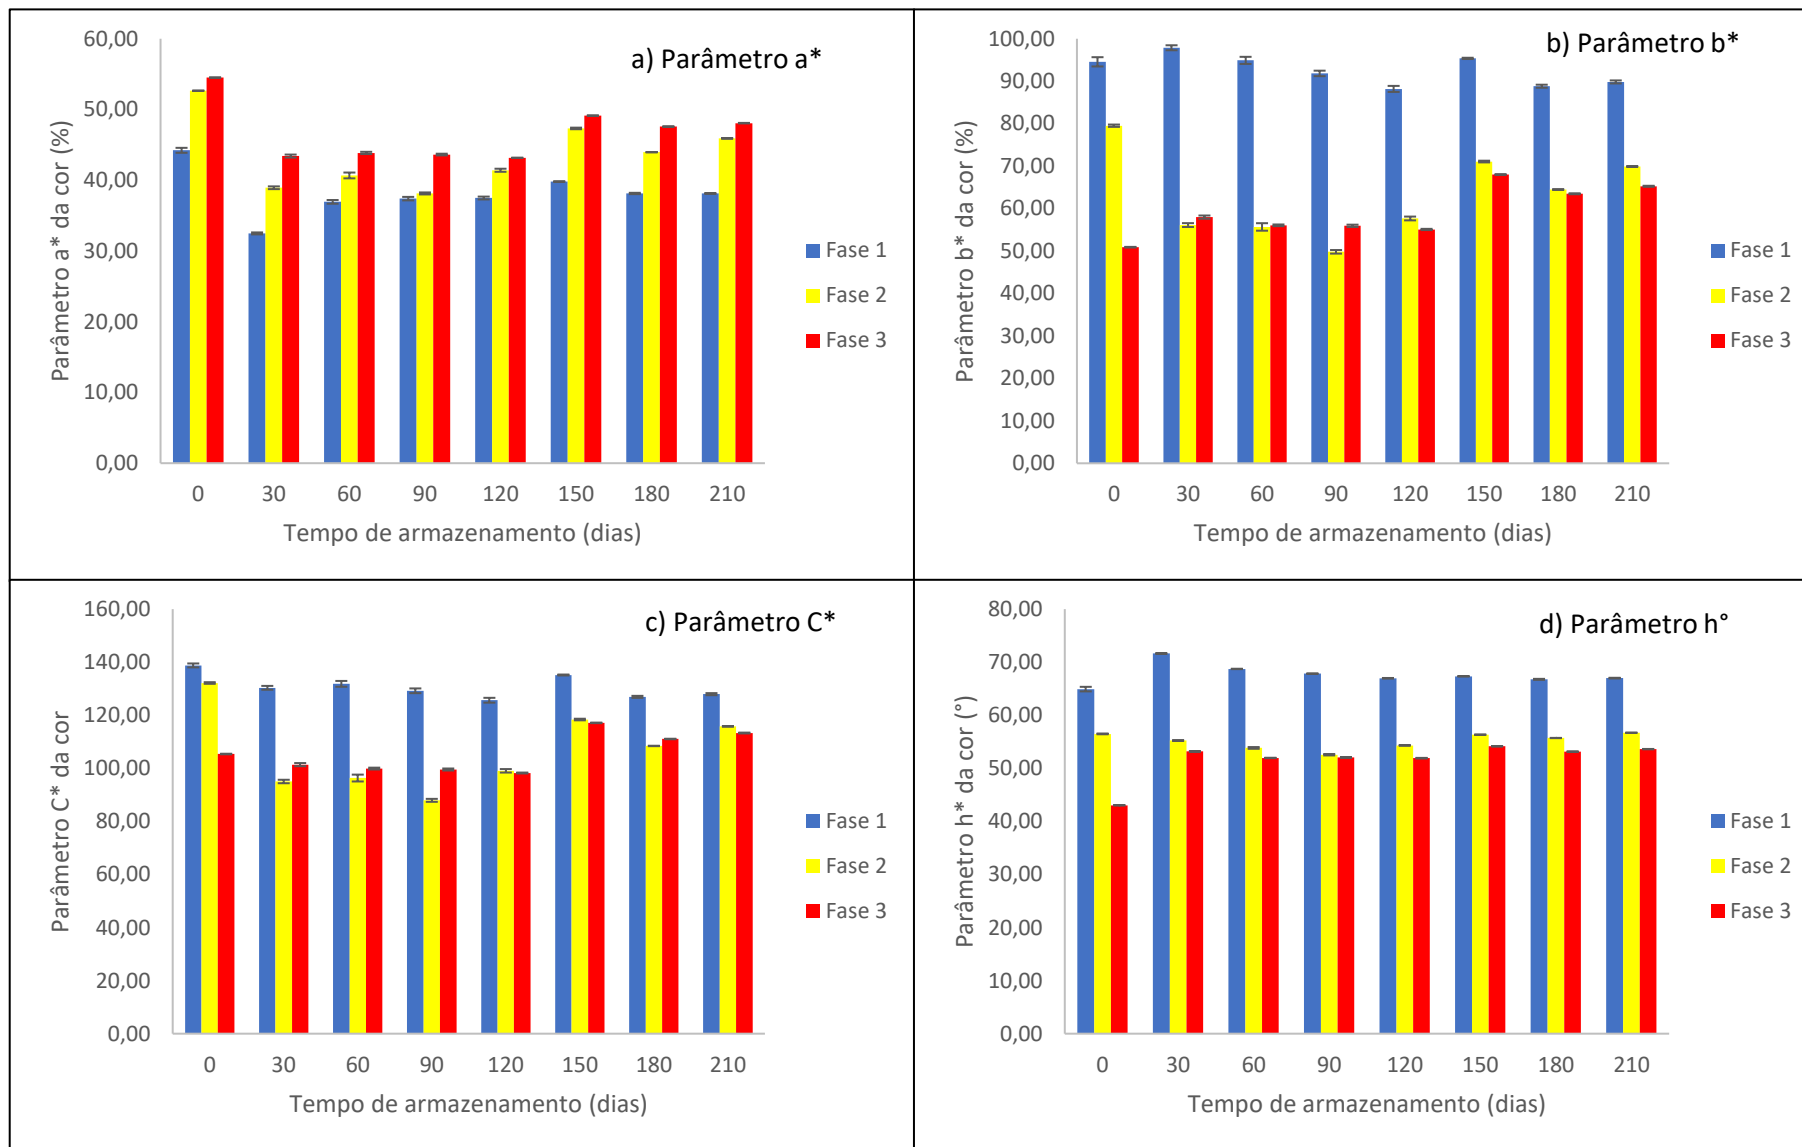 a) Parâmetro a*
Parâmetro a* da cor (%)
60,00
50,00
40,00
30,00
20,00
10,00
0,00
0 30 60 90 120 150 180 210
Tempo de armazenamento (dias)
Fase 1
Fase 2
Fase 3
b) Parâmetro b*
Parâmetro b* da cor (%)
100,00
90,00
80,00
70,00
60,00
50,00
40,00
30,00
20,00
10,00
0,00
0 30 60 90 120 150 180 210
Tempo de armazenamento (dias)
Fase 1
Fase 2
Fase 3
c) Parâmetro C*
Parâmetro C* da cor
160,00
140,00
120,00
100,00
80,00
60,00
40,00
20,00
0,00
0 30 60 90 120 150 180 210
Tempo de armazenamento (dias)
Fase 1
Fase 2
Fase 3
d) Parâmetro h°
Parâmetro h* da cor (°)
80,00
70,00
60,00
50,00
40,00
30,00
20,00
10,00
0,00
0 30 60 90 120 150 180 210
Tempo de armazenamento (dias)
Fase 1
Fase 2
Fase 3